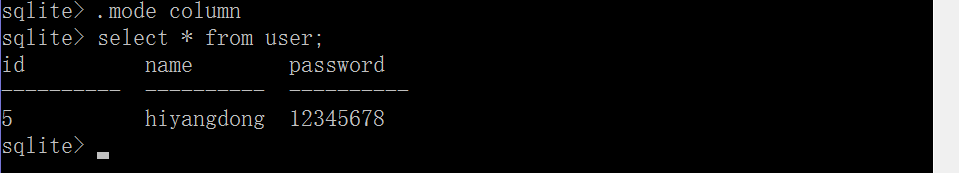 sqlite> .mode column
sqlite> select * from user;
id          name        password
----------  ----------  ----------
5           hiyangdong  12345678
sqlite>